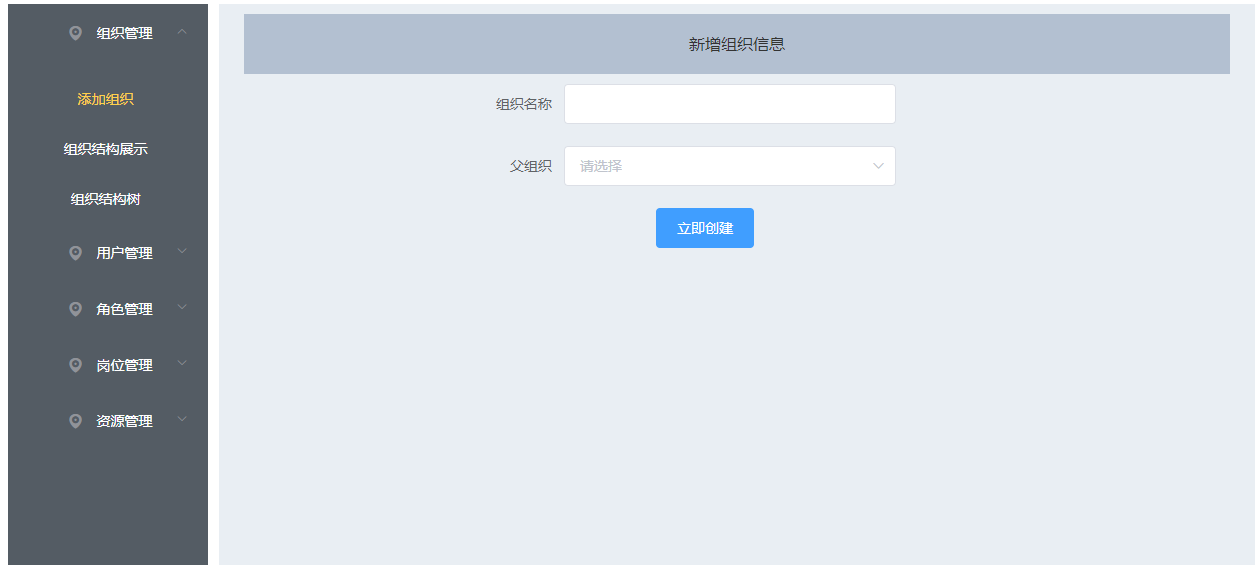 组织管理
添加组织
组织结构展示
组织结构树
用户管理
角色管理
岗位管理
资源管理
新增组织信息
组织名称
父组织
请选择
立即创建